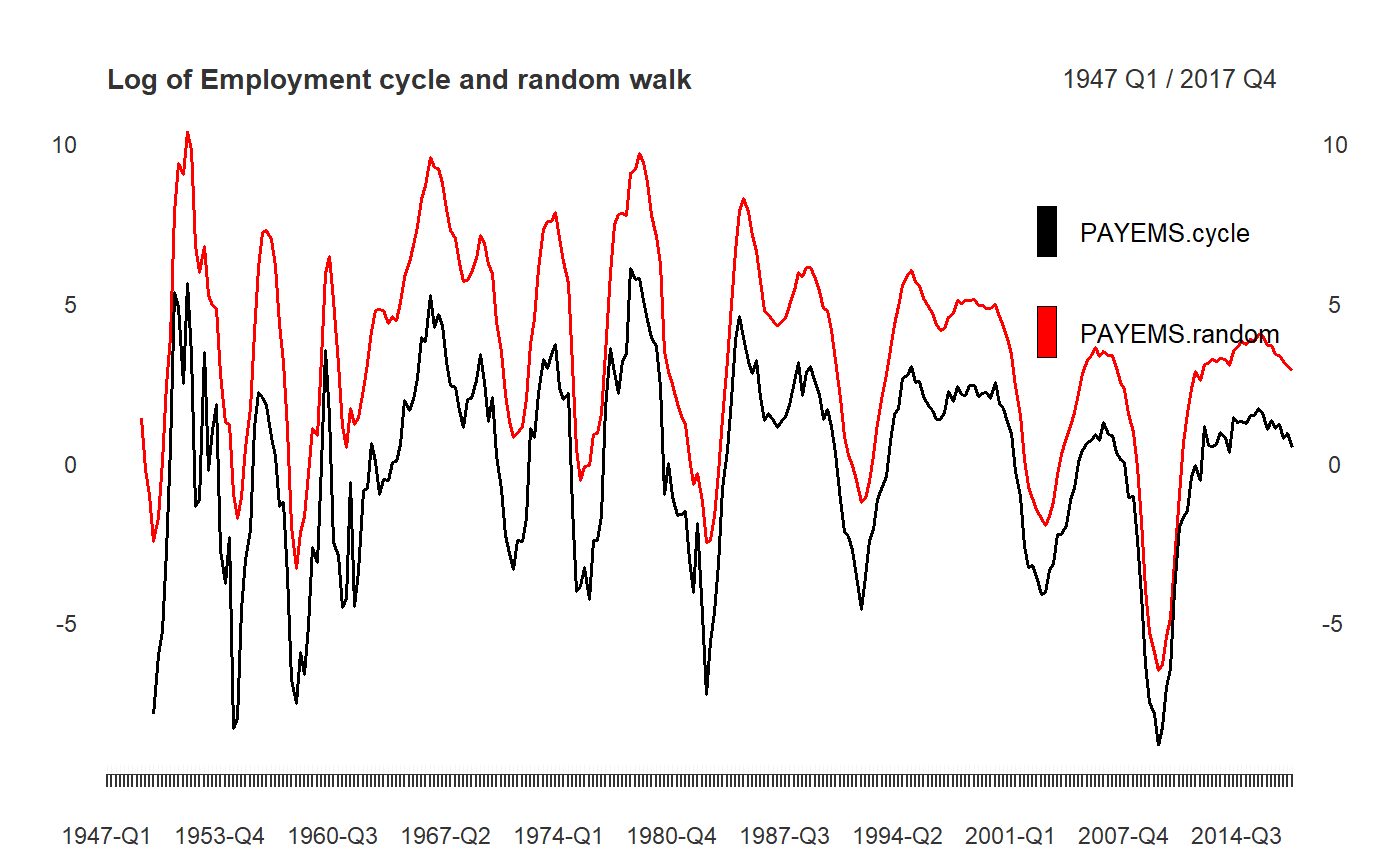 Log of Employment cycle and random walk 1947 Q1 / 2017 Q4
10 10
PAYEMS.cycle
5 5
PAYEMS.random
0 0
-5 -5
1947-Q1 1953-Q4 1960-Q3 1967-Q2 1974-Q1 1980-Q4 1987-Q3 1994-Q2 2001-Q1 2007-Q4 2014-Q3